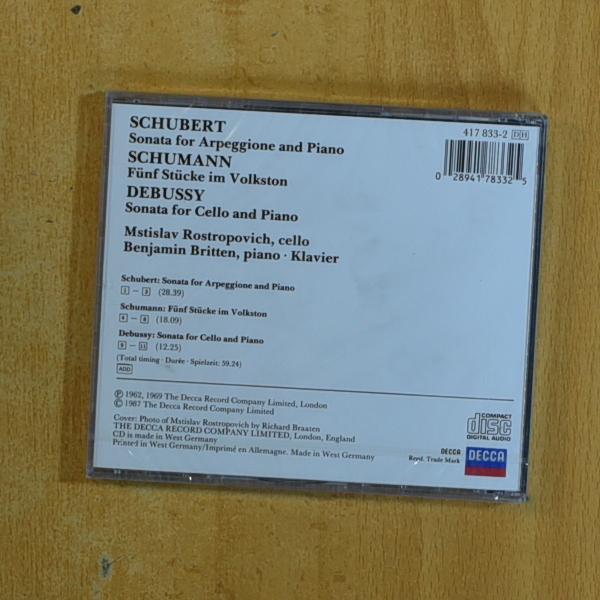 SCHUBERT
Sonata for Arpeggione and Piano
SCHUMANN
Fünf Stücke im Volkston
DEBUSSY
Sonata for Cello and Piano
Mstislav Rostropovich, cello
Benjamin Britten, piano · Klavier
417 833-2 DH
0 28941 78332 5
Schubert: Sonata for Arpeggione and Piano
1 – 3 (28.39)
Schumann: Fünf Stücke im Volkston
4 – 8 (18.09)
Debussy: Sonata for Cello and Piano
9 – 11 (12.25)
(Total timing · Durée · Spielzeit: 59.24)
ADD
Ⓟ 1962, 1969 The Decca Record Company Limited, London
© 1987 The Decca Record Company Limited
Cover: Photo of Mstislav Rostropovich by Richard Braaten
THE DECCA RECORD COMPANY LIMITED, London, England
CD is made in West Germany
Printed in West Germany/Imprimé en Allemagne. Made in West Germany
COMPACT
disc
DIGITAL AUDIO
DECCA
Regd. Trade Mark
DECCA